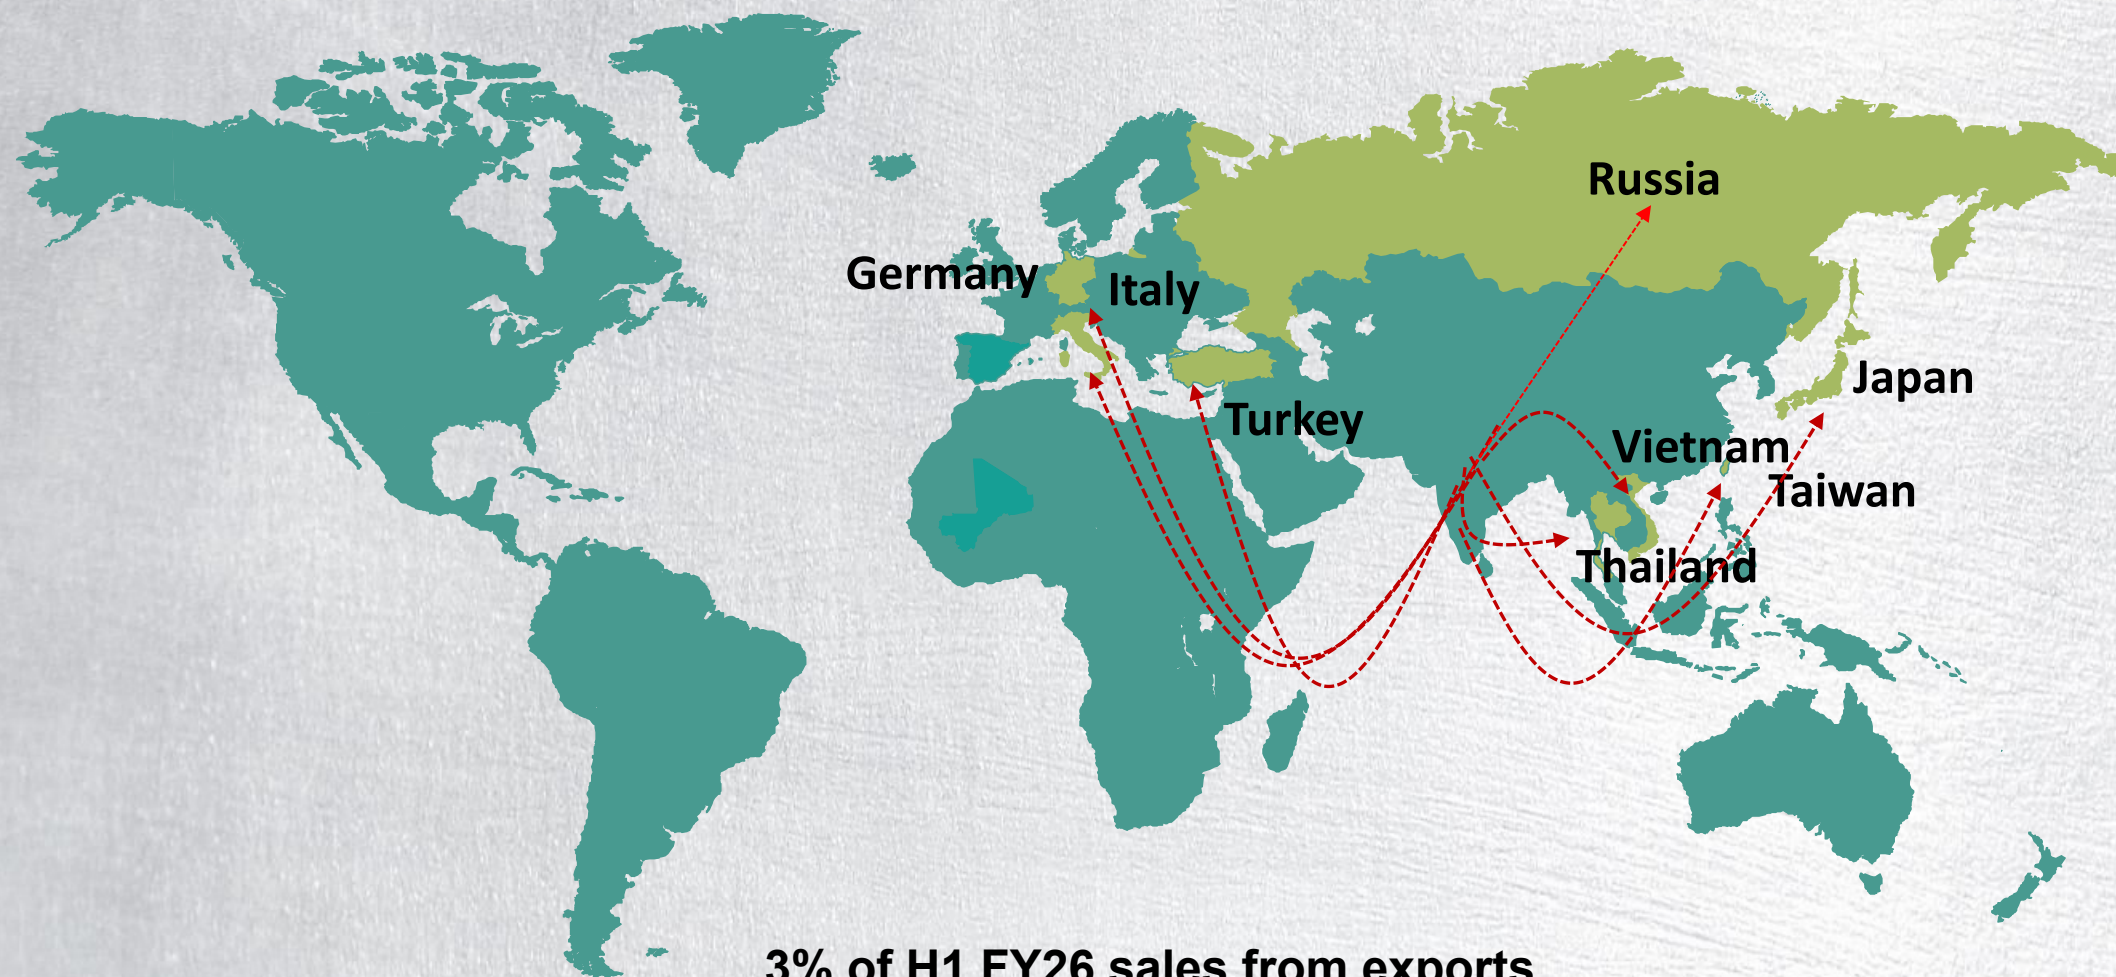 Russia
Germany
Italy
Japan
Turkey
Vietnam
Taiwan
Thailand
3% of H1 FY26 sales from exports